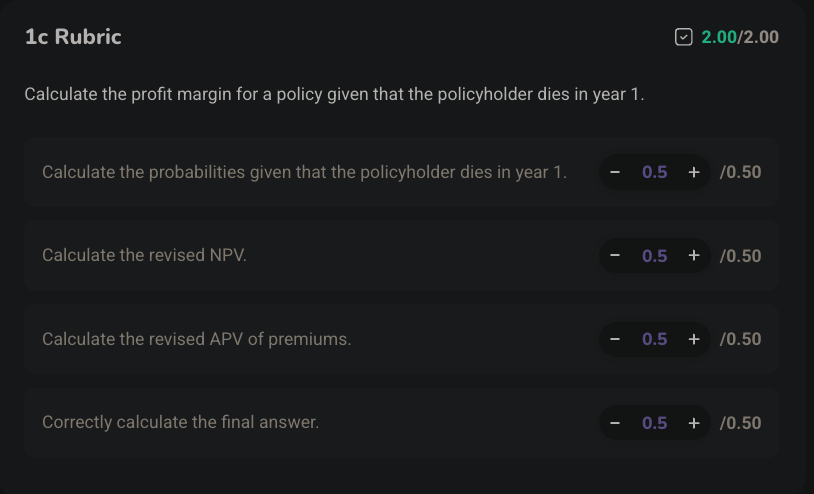 1c Rubric 2.00/2.00
Calculate the profit margin for a policy given that the policyholder dies in year 1.
Calculate the probabilities given that the policyholder dies in year 1. − 0.5 + /0.50
Calculate the revised NPV. − 0.5 + /0.50
Calculate the revised APV of premiums. − 0.5 + /0.50
Correctly calculate the final answer. − 0.5 + /0.50